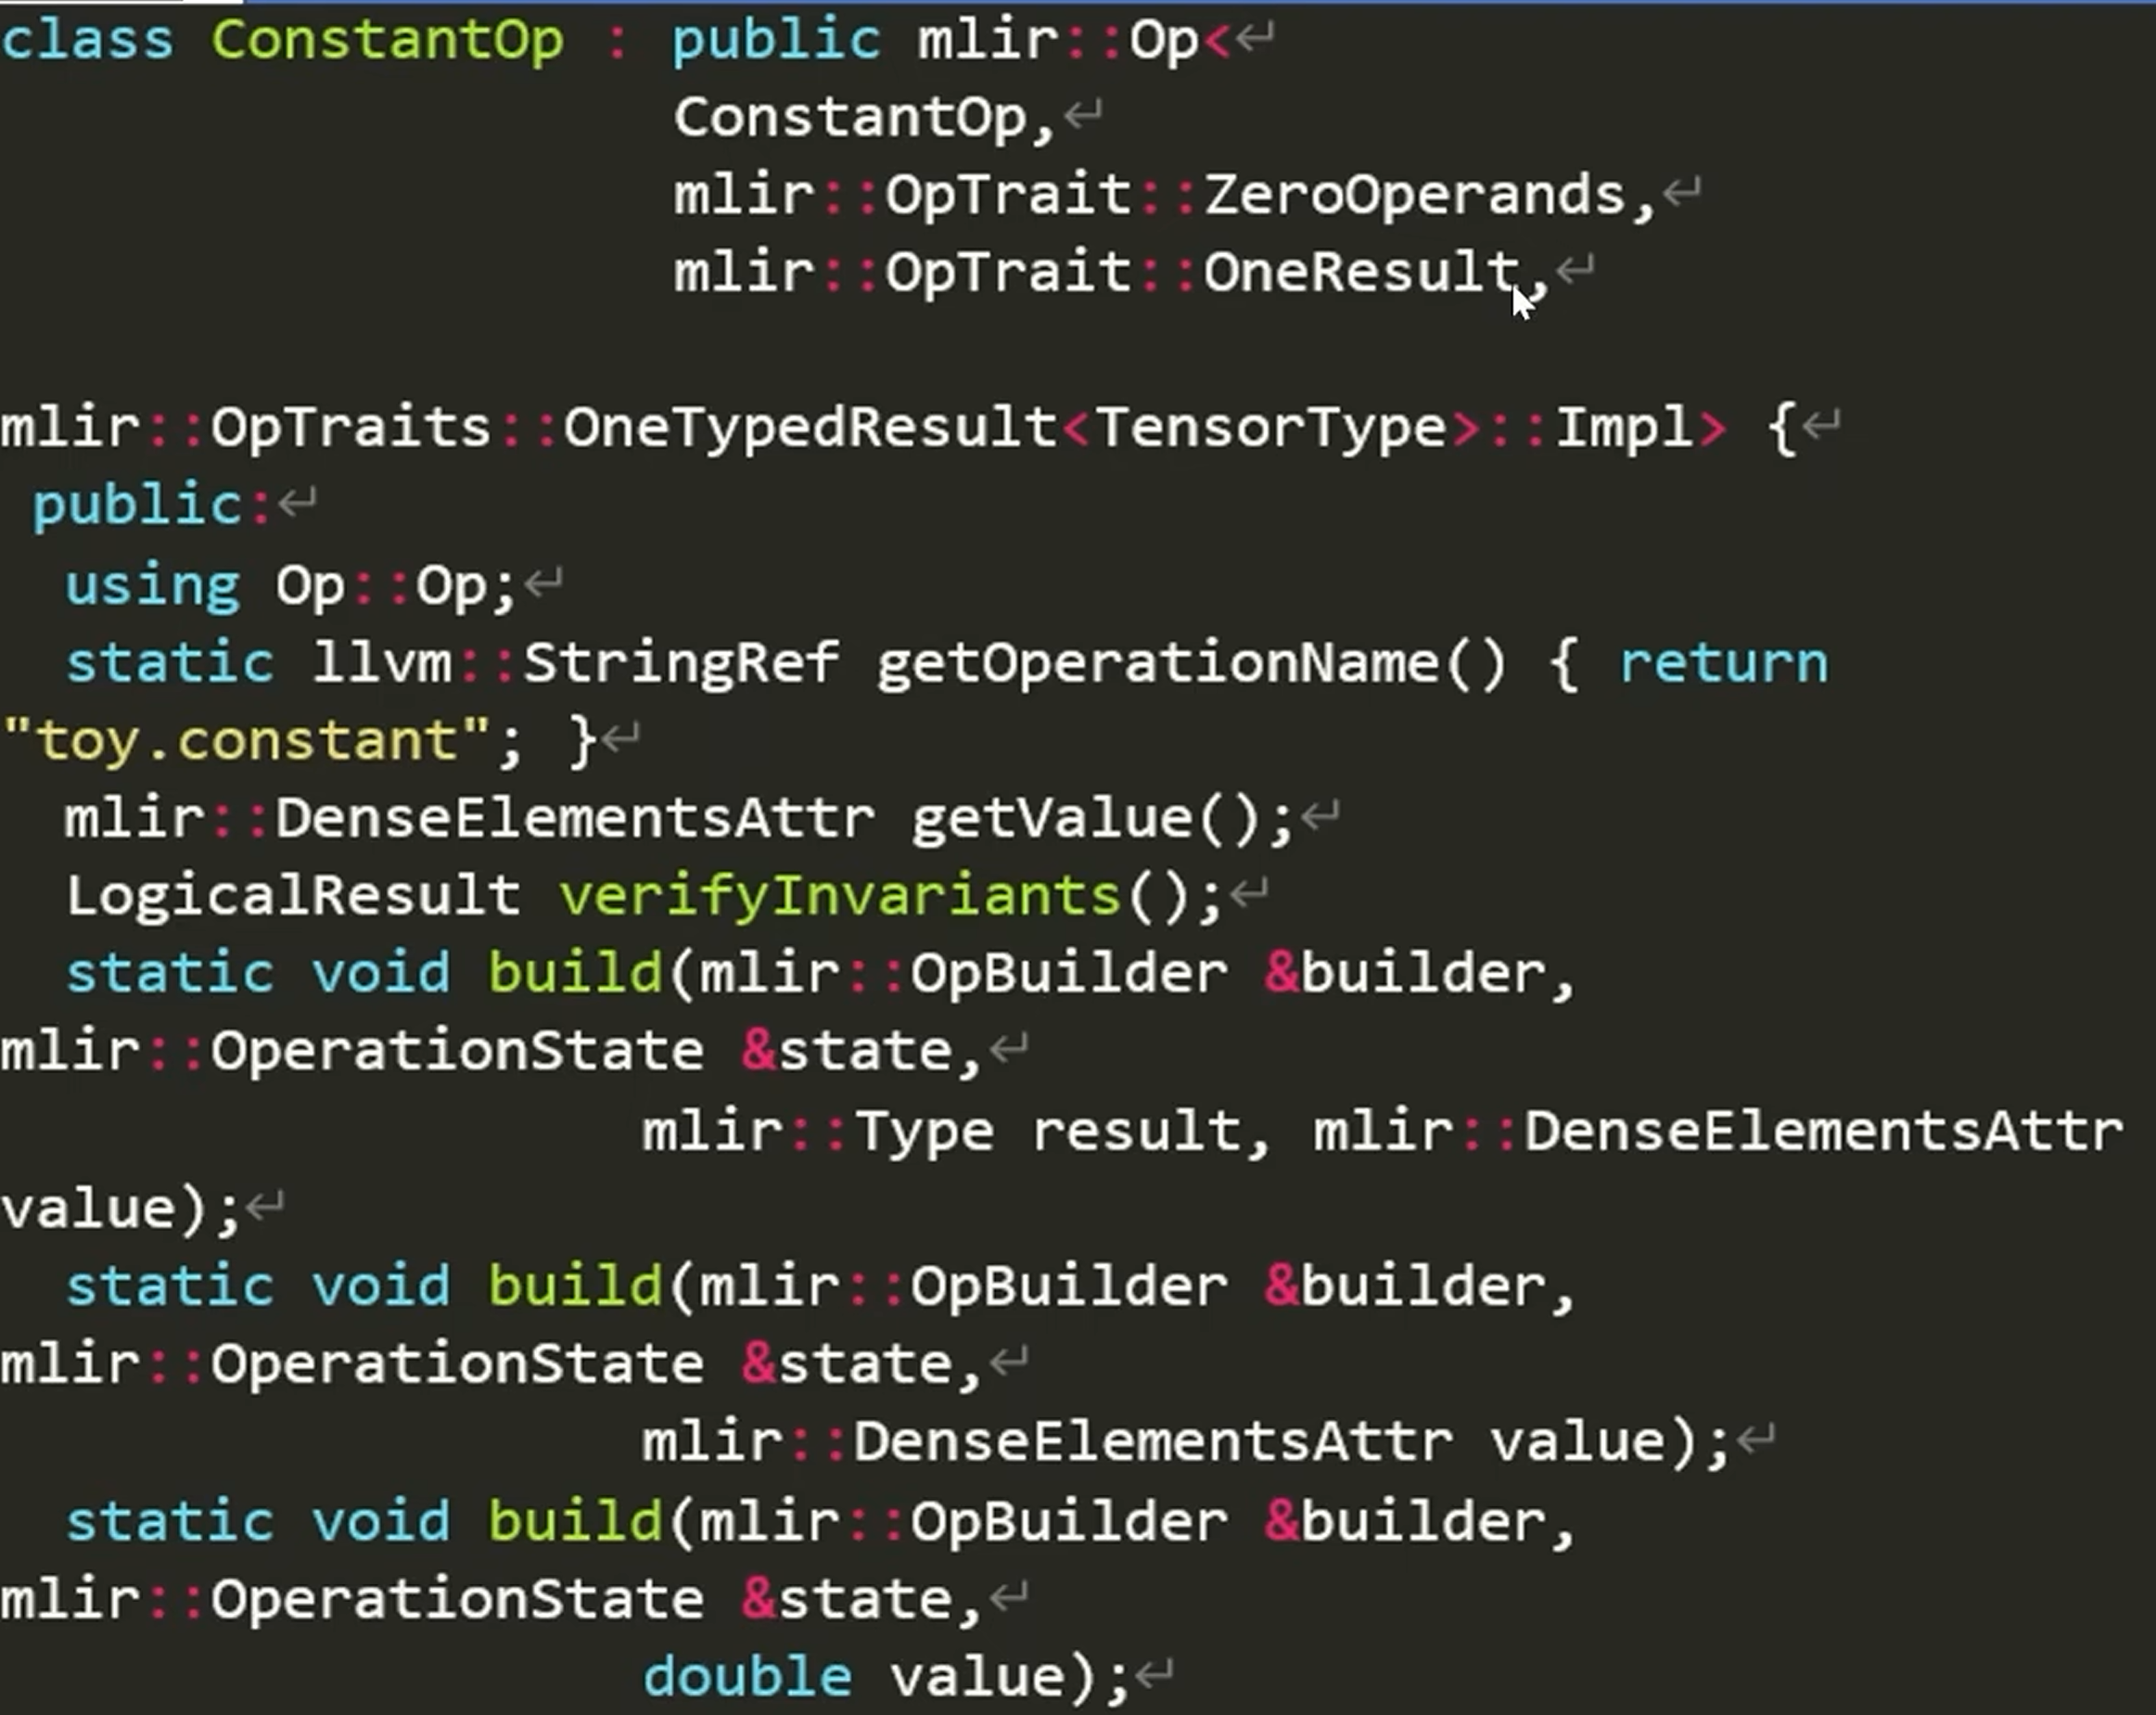 class ConstantOp : public mlir::Op<
ConstantOp,
mlir::OpTrait::ZeroOperands,
mlir::OpTrait::OneResult,
mlir::OpTraits::OneTypedResult<TensorType>::Impl> {
public:
using Op::Op;
static llvm::StringRef getOperationName() { return
"toy.constant"; }
mlir::DenseElementsAttr getValue();
LogicalResult verifyInvariants();
static void build(mlir::OpBuilder &builder,
mlir::OperationState &state,
mlir::Type result, mlir::DenseElementsAttr
value);
static void build(mlir::OpBuilder &builder,
mlir::OperationState &state,
mlir::DenseElementsAttr value);
static void build(mlir::OpBuilder &builder,
mlir::OperationState &state,
double value);